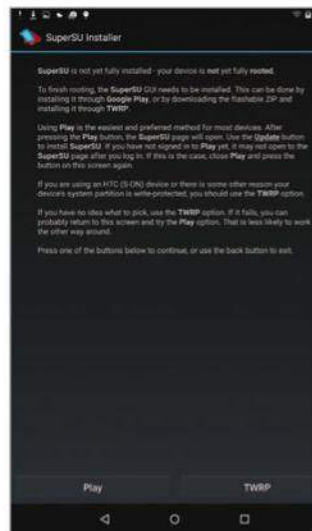 SuperSU Installer
SuperSU is not yet fully installed - your device is not yet fully rooted.
To finish rooting, the SuperSU GUI needs to be installed. This can be done by
installing it through Google Play, or by downloading the flashable ZIP and
installing it through TWRP.
Using Play is the easiest and preferred method for most devices. After
pressing the Play button, the SuperSU page will open. Use the Update button
to install SuperSU. If you have not signed in to Play yet, it may not open to the
SuperSU page after you log in. If this is the case, close Play and press the
button on this screen again.
If you are using an HTC (S-ON) device or there is some other reason your
device's system partition is write-protected, you should use the TWRP option.
If you have no idea what to pick, use the TWRP option. If it fails, you can
probably return to this screen and try the Play option. That is less likely to work
the other way around.
Press one of the buttons below to continue, or use the back button to exit.
Play
TWRP